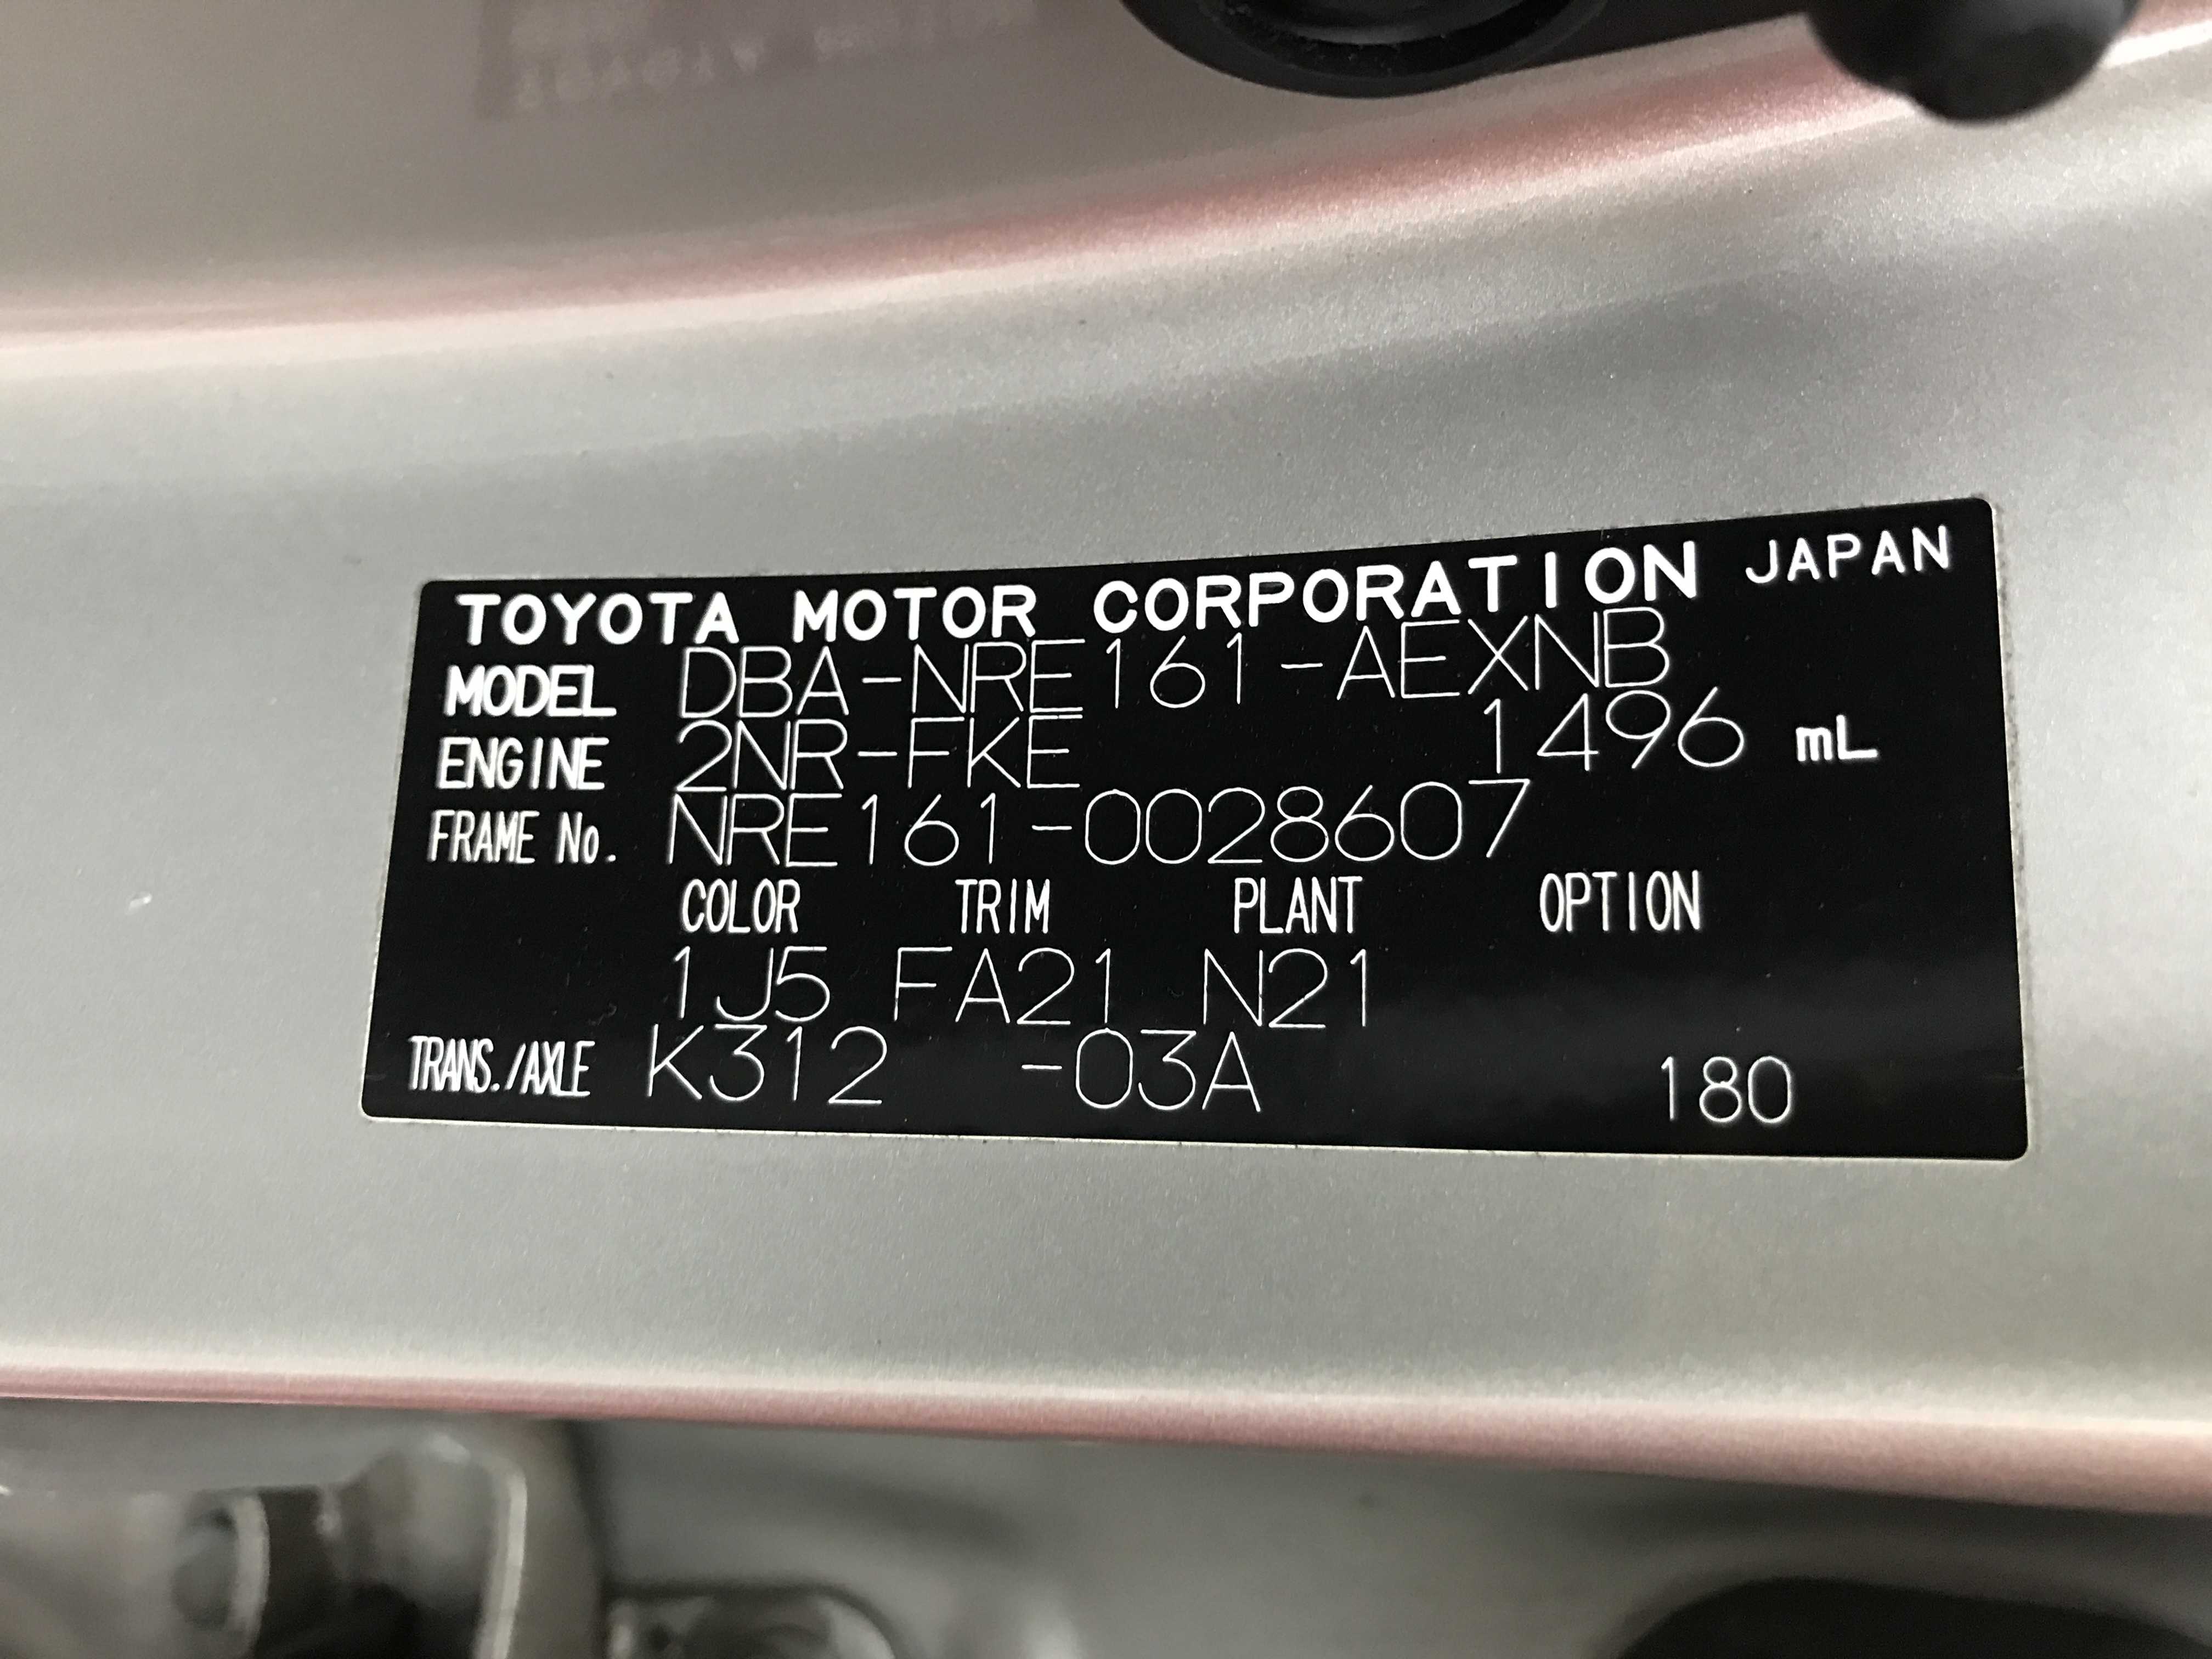 TOYOTA MOTOR CORPORATION JAPAN
MODEL DBA-NRE161-AEXNB
ENGINE 2NR-FKE 1496 mL
FRAME No. NRE161-0028607
COLOR TRIM PLANT OPTION
1J5 FA21 N21
TRANS./AXLE K312 -03A 180